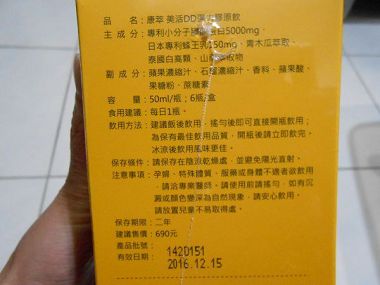 品 名：康萃 美活DD 膠原飲
主 成 分：專利小分子膠原蛋白5000mg、
日本專利蜂王乳150mg、青木瓜萃取、
泰國白高顆、山 萃取物
副 成 分：蘋果濃縮汁、石榴濃縮汁、香料、蘋果酸、
果糖粉、蔗糖素
容 量：50ml/瓶；6瓶/盒
食用建議：每日1瓶。
飲用方法：建議飯後飲用，搖勻後即可直接開瓶飲用；
為保有最佳飲用品質，開瓶後請立即飲完。
冰涼後飲用風味更佳。
保存條件：請保存在陰涼乾燥處，並避免陽光直射。
注意事項：孕婦、特殊體質、服藥或身體不適者欲飲用
，請洽專業醫師。請使用前請搖勻，如有沉
澱或顏色變深為自然現象，請安心飲用。
請放置兒童不易取得處。
保存期限：二年
建議售價：690元
產品批號： 1420151
有效日期： 2016.12.15